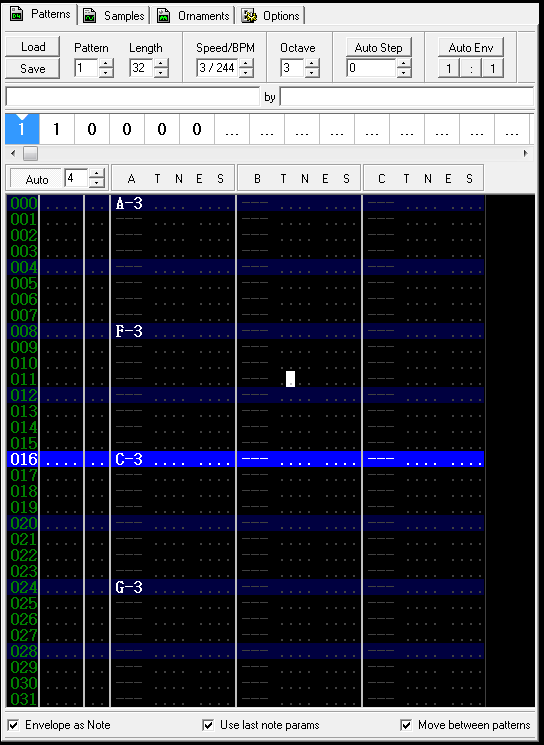 Patterns Samples Ornaments Options
Load Pattern Length Speed/BPM Octave Auto Step Auto Env
Save 1 32 3 / 244 3 0 1 : 1
by
1 1 0 0 0 0 ... ... ... ... ... ... ... ...
Auto 4 A T N E S B T N E S C T N E S
000 .... .. A-3 .... .... --- .... .... --- .... ....
001 .... .. --- .... .... --- .... .... --- .... ....
002 .... .. --- .... .... --- .... .... --- .... ....
003 .... .. --- .... .... --- .... .... --- .... ....
004 .... .. --- .... .... --- .... .... --- .... ....
005 .... .. --- .... .... --- .... .... --- .... ....
006 .... .. --- .... .... --- .... .... --- .... ....
007 .... .. --- .... .... --- .... .... --- .... ....
008 .... .. F-3 .... .... --- .... .... --- .... ....
009 .... .. --- .... .... --- .... .... --- .... ....
010 .... .. --- .... .... --- .... .... --- .... ....
011 .... .. --- .... .... --- .... .... --- .... ....
012 .... .. --- .... .... --- .... .... --- .... ....
013 .... .. --- .... .... --- .... .... --- .... ....
014 .... .. --- .... .... --- .... .... --- .... ....
015 .... .. --- .... .... --- .... .... --- .... ....
016 .... .. C-3 .... .... --- .... .... --- .... ....
017 .... .. --- .... .... --- .... .... --- .... ....
018 .... .. --- .... .... --- .... .... --- .... ....
019 .... .. --- .... .... --- .... .... --- .... ....
020 .... .. --- .... .... --- .... .... --- .... ....
021 .... .. --- .... .... --- .... .... --- .... ....
022 .... .. --- .... .... --- .... .... --- .... ....
023 .... .. --- .... .... --- .... .... --- .... ....
024 .... .. G-3 .... .... --- .... .... --- .... ....
025 .... .. --- .... .... --- .... .... --- .... ....
026 .... .. --- .... .... --- .... .... --- .... ....
027 .... .. --- .... .... --- .... .... --- .... ....
028 .... .. --- .... .... --- .... .... --- .... ....
029 .... .. --- .... .... --- .... .... --- .... ....
030 .... .. --- .... .... --- .... .... --- .... ....
031 .... .. --- .... .... --- .... .... --- .... ....
Envelope as Note Use last note params Move between patterns